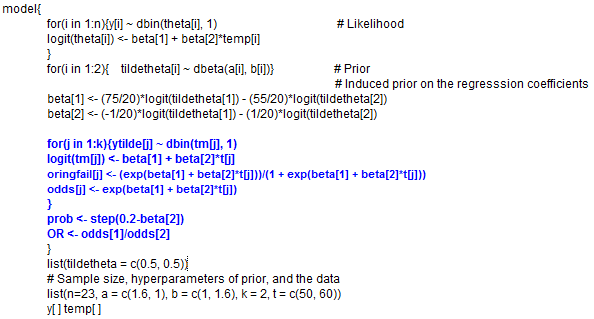 model{
for(i in 1:n){y[i] ~ dbin(theta[i], 1) # Likelihood
logit(theta[i]) <- beta[1] + beta[2]*temp[i]
}
for(i in 1:2){ tildetheta[i] ~ dbeta(a[i], b[i])} # Prior
# Induced prior on the regresssion coefficients
beta[1] <- (75/20)*logit(tildetheta[1]) - (55/20)*logit(tildetheta[2])
beta[2] <- (-1/20)*logit(tildetheta[1]) - (1/20)*logit(tildetheta[2])
for(j in 1:k){ytilde[j] ~ dbin(tm[j], 1)
logit(tm[j]) <- beta[1] + beta[2]*t[j]
oringfail[j] <- (exp(beta[1] + beta[2]*t[j]))/(1 + exp(beta[1] + beta[2]*t[j]))
odds[j] <- exp(beta[1] + beta[2]*t[j])
}
prob <- step(0.2-beta[2])
OR <- odds[1]/odds[2]
}
list(tildetheta = c(0.5, 0.5))
# Sample size, hyperparameters of prior, and the data
list(n=23, a = c(1.6, 1), b = c(1, 1.6), k = 2, t = c(50, 60))
y[ ] temp[ ]